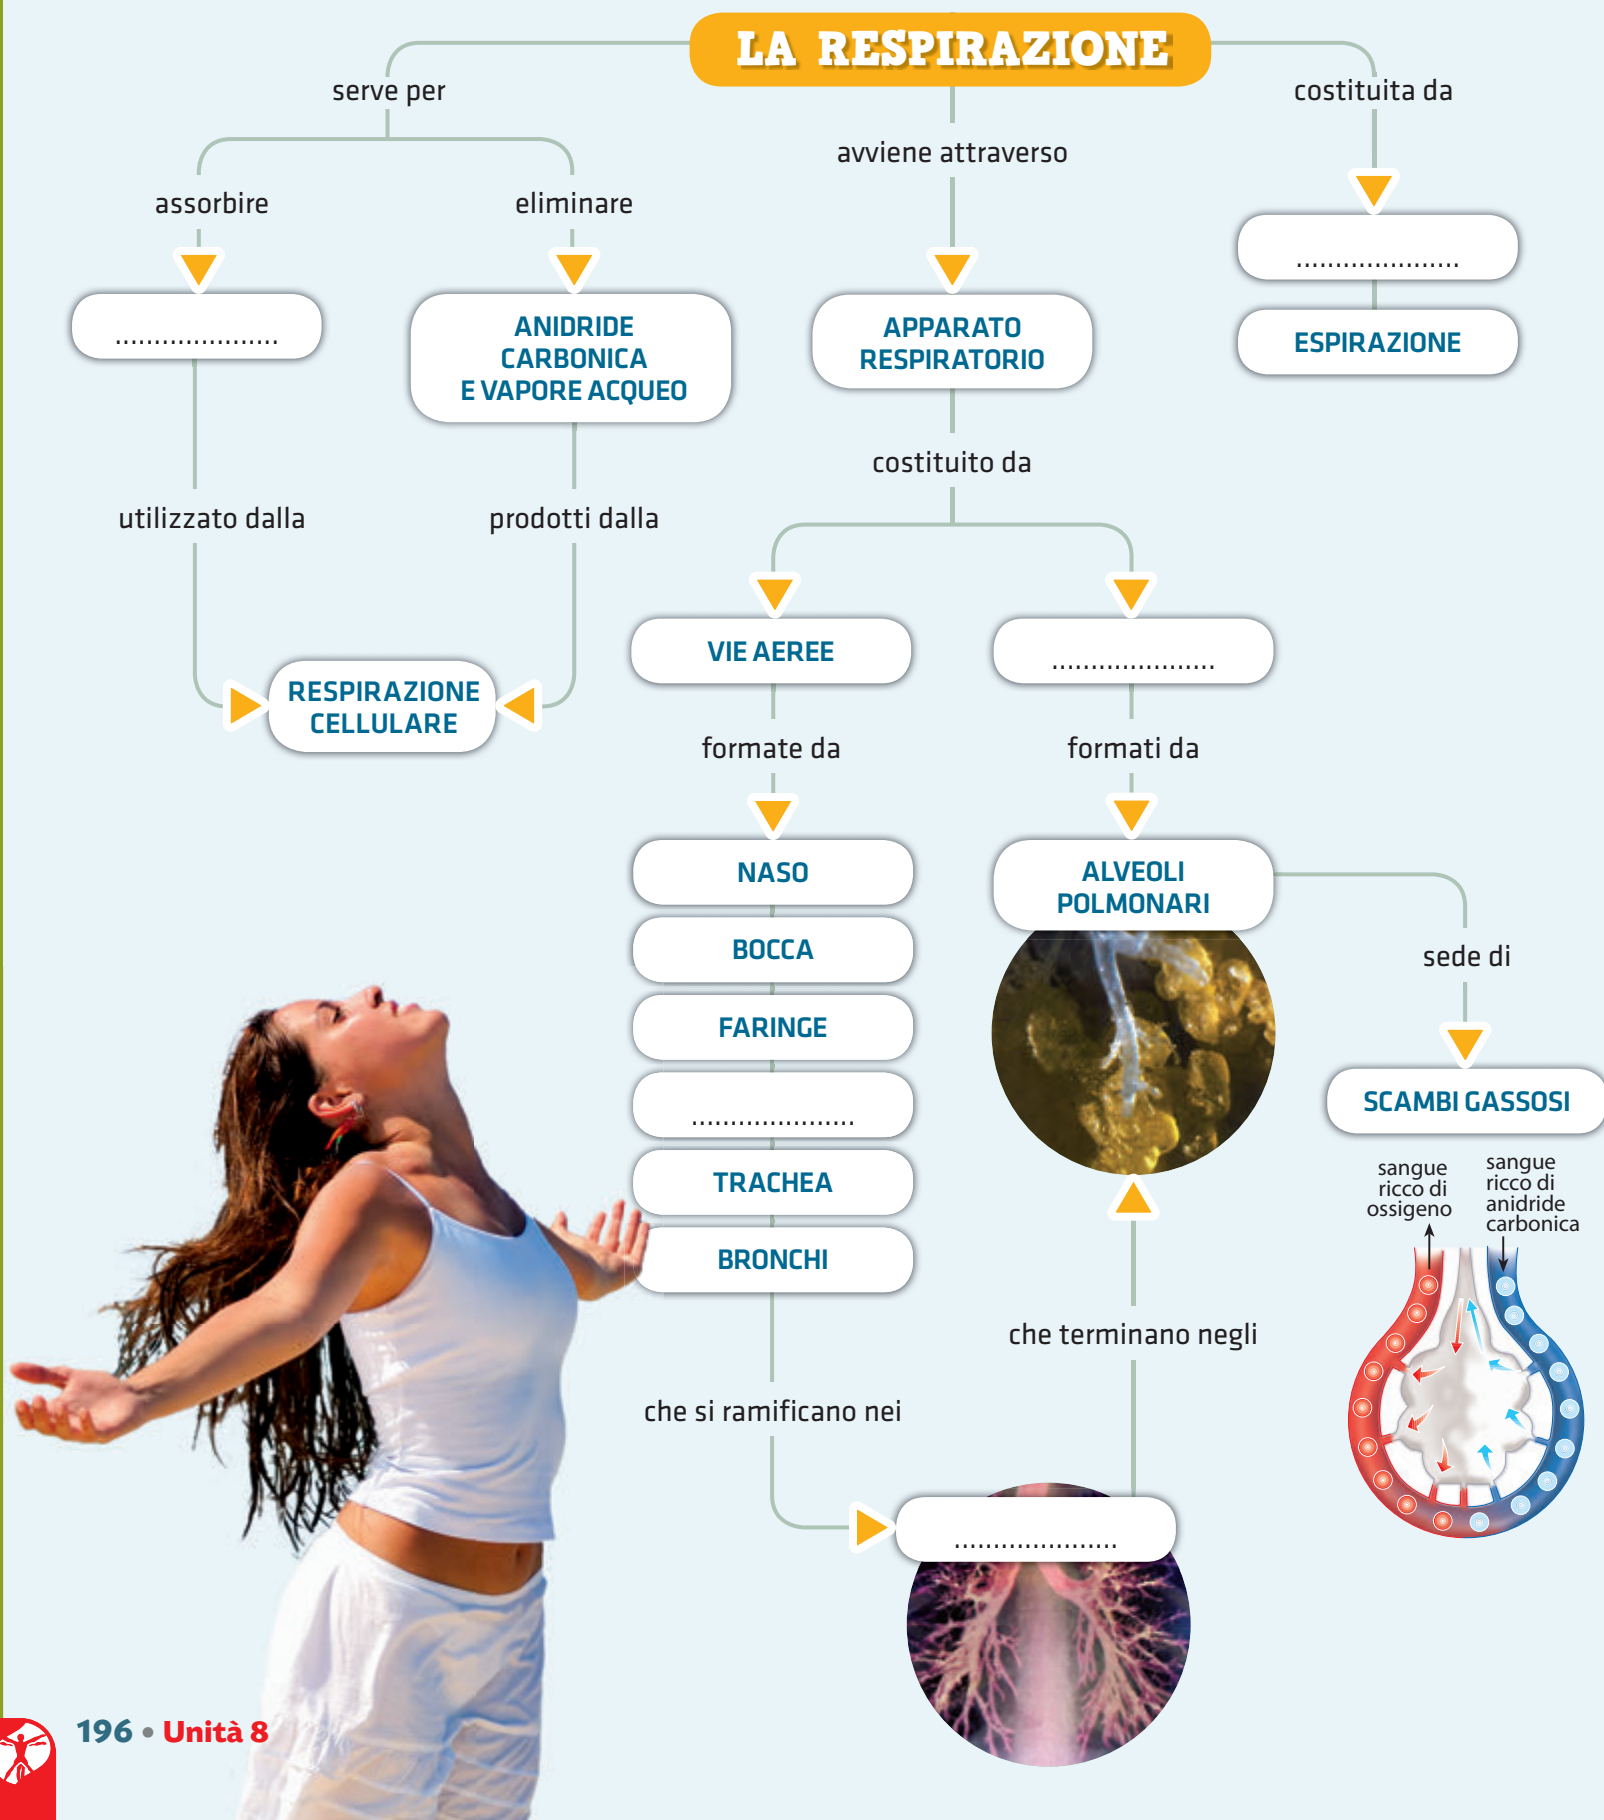 LA RESPIRAZIONE
serve per
costituita da
avviene attraverso
assorbire
eliminare
.....................
.....................
ANIDRIDE
CARBONICA
E VAPORE ACQUEO
APPARATO
RESPIRATORIO
ESPIRAZIONE
costituito da
utilizzato dalla
prodotti dalla
VIE AEREE
.....................
RESPIRAZIONE
CELLULARE
formate da
formati da
NASO
BOCCA
FARINGE
.....................
TRACHEA
BRONCHI
ALVEOLI
POLMONARI
sede di
SCAMBI GASSOSI
sangue
ricco di
ossigeno
sangue
ricco di
anidride
carbonica
che terminano negli
che si ramificano nei
.....................
196 • Unità 8